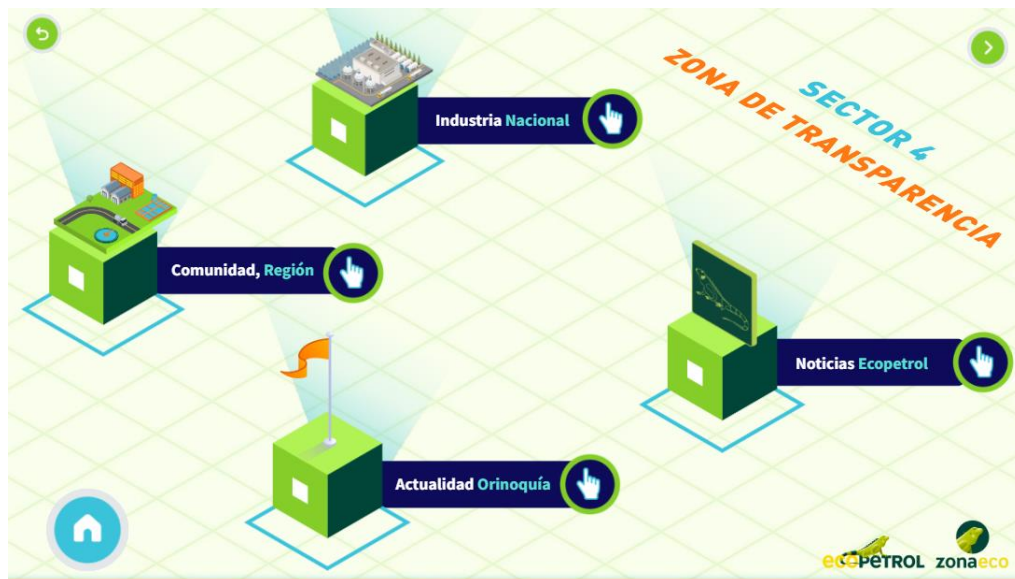 SECTOR 4
ZONA DE TRANSPARENCIA
Industria Nacional
Comunidad, Región
Noticias Ecopetrol
Actualidad Orinoquía
ecoPETROL
zonaeco